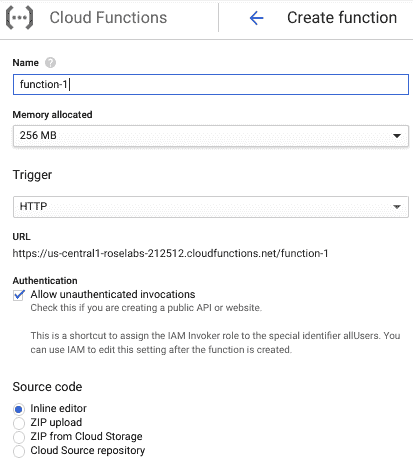 Cloud Functions
Create function
Name
function-1
Memory allocated
256 MB
Trigger
HTTP
URL
https://us-central1-roselabs-212512.cloudfunctions.net/function-1
Authentication
Allow unauthenticated invocations
Check this if you are creating a public API or website.
This is a shortcut to assign the IAM Invoker role to the special identifier allUsers. You
can use IAM to edit this setting after the function is created.
Source code
Inline editor
ZIP upload
ZIP from Cloud Storage
Cloud Source repository